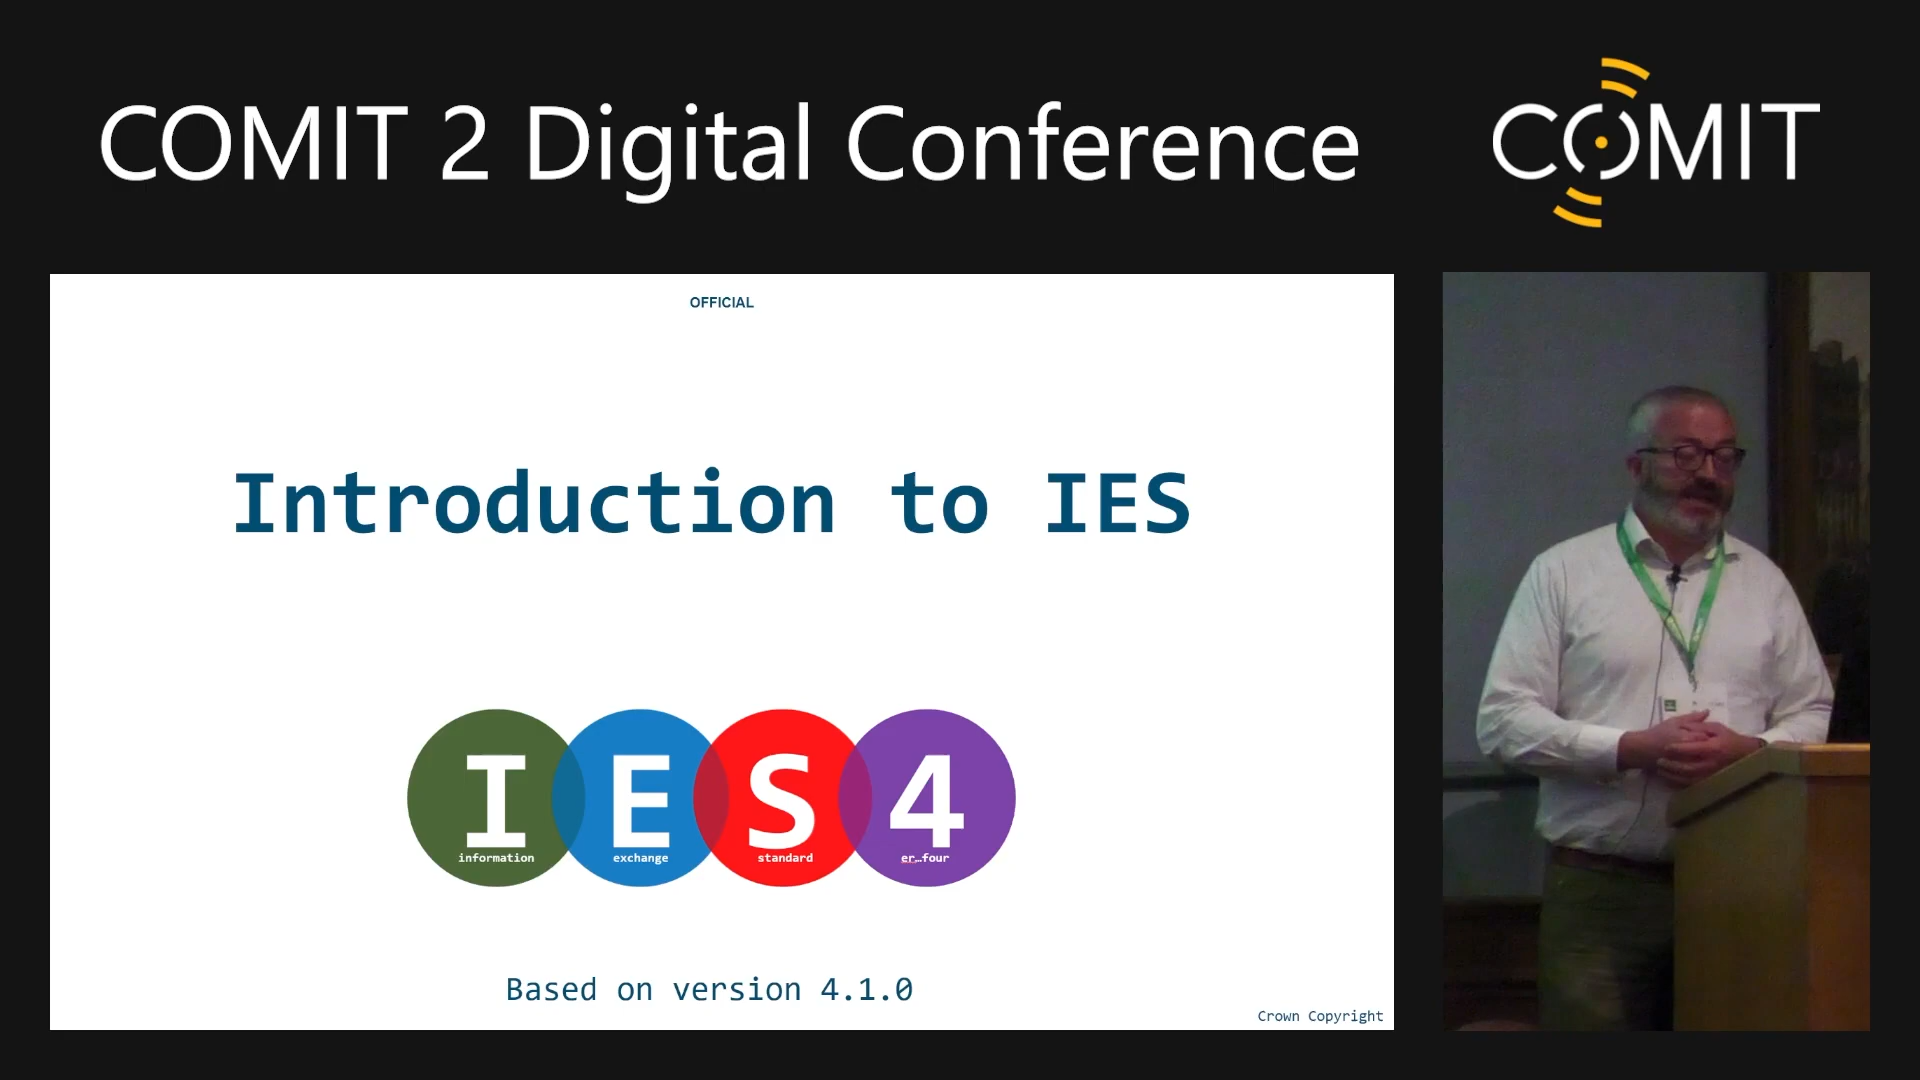 COMIT 2 Digital Conference
COMIT
OFFICIAL
Introduction to IES
I E S 4
information exchange standard er…four
Based on version 4.1.0
Crown Copyright